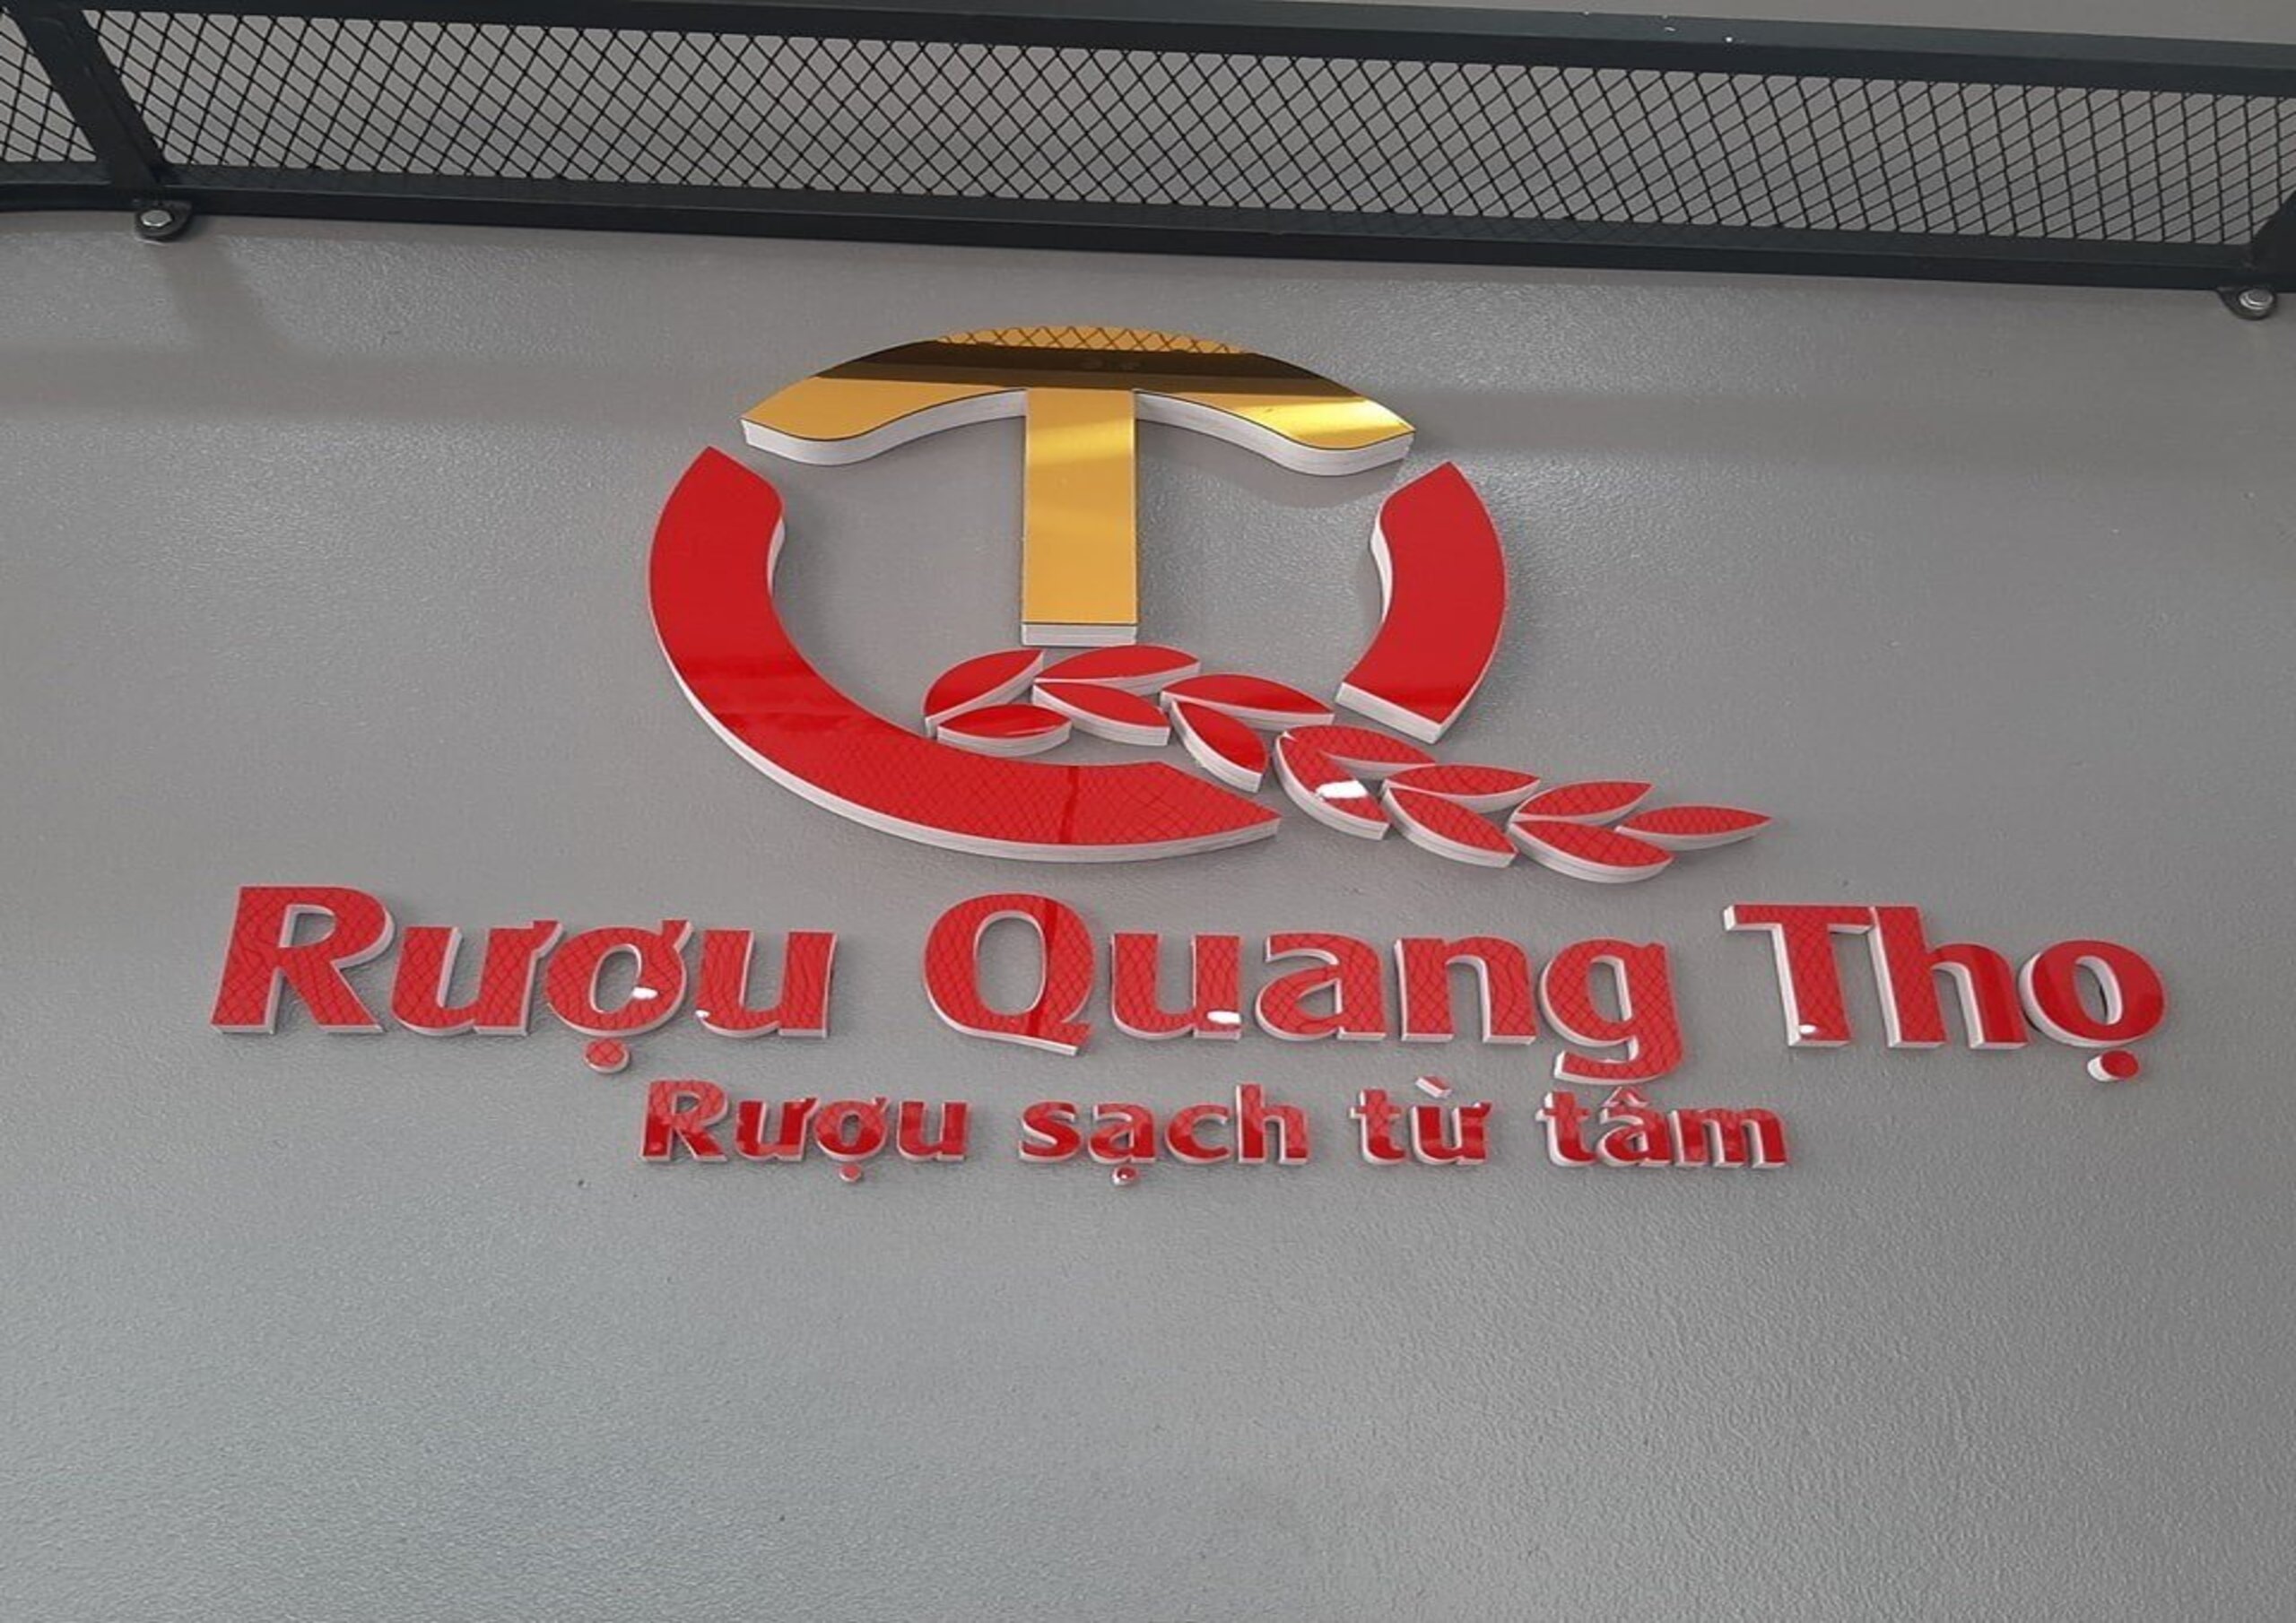 Rượu Quang Thọ
Rượu sạch từ tâm